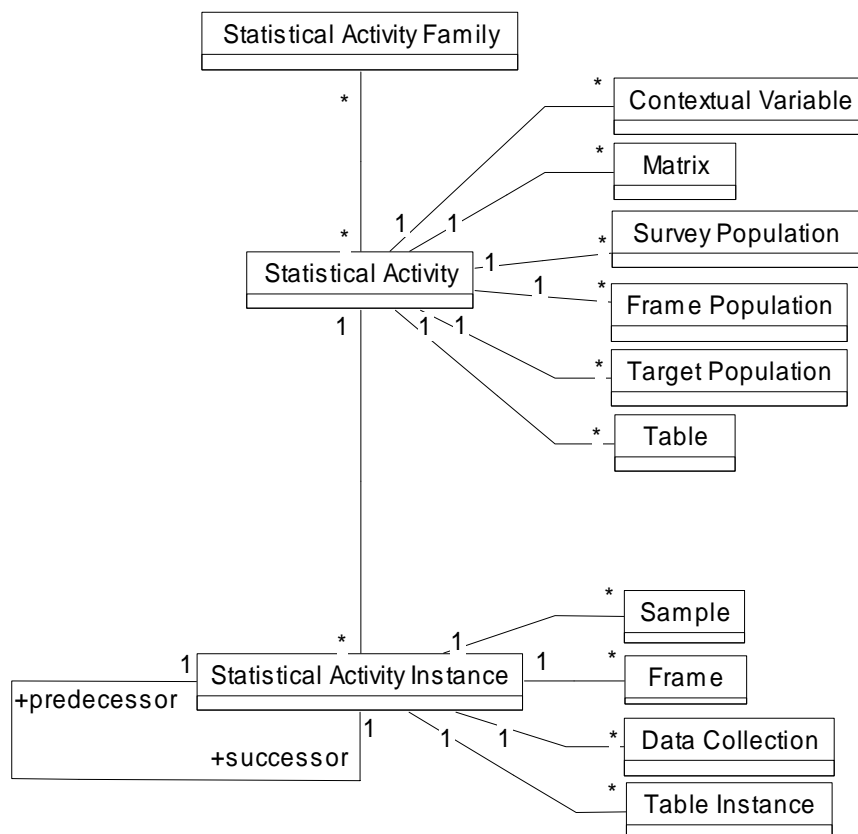 Statistical Activity Family
*
*
Contextual Variable
*
Matrix
1
1
*
Survey Population
*
1
Statistical Activity
*
1
Frame Population
1
1
1
*
Target Population
*
Table
*
Sample
*
1
*
1
Statistical Activity Instance
1
Frame
+predecessor
1
1
1
*
Data Collection
+successor
*
Table Instance